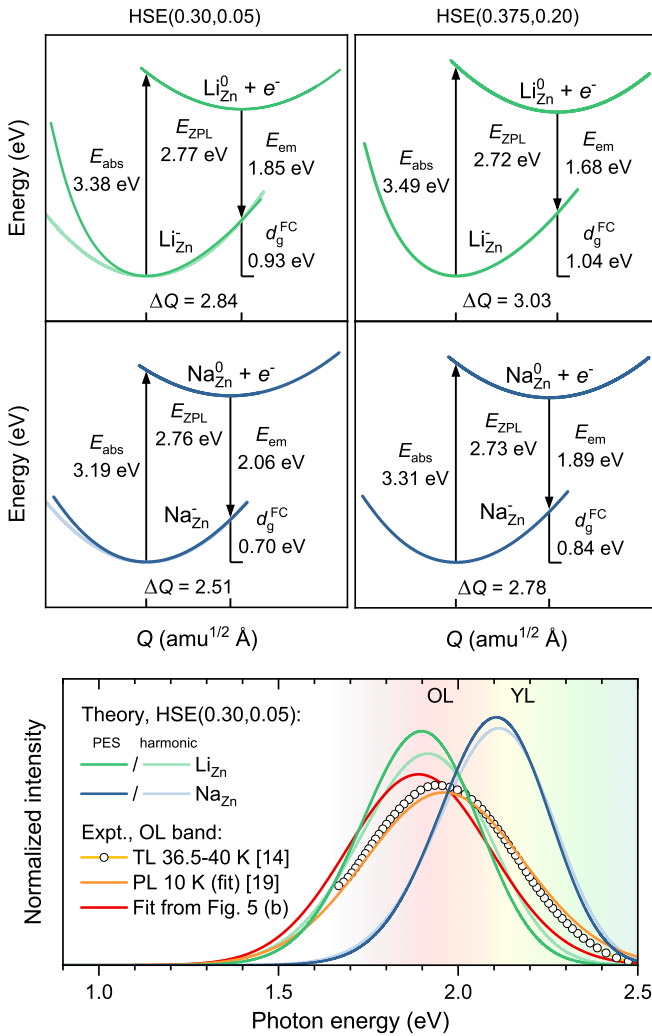 HSE(0.30,0.05)
HSE(0.375,0.20)
Energy (eV)
Li⁰Zn + e⁻
EZPL
2.77 eV
Eem
1.85 eV
Eabs
3.38 eV
Li⁻Zn
dgFC
0.93 eV
ΔQ = 2.84
Li⁰Zn + e⁻
EZPL
2.72 eV
Eem
1.68 eV
Eabs
3.49 eV
Li⁻Zn
dgFC
1.04 eV
ΔQ = 3.03
Energy (eV)
Na⁰Zn + e⁻
EZPL
2.76 eV
Eem
2.06 eV
Eabs
3.19 eV
Na⁻Zn
dgFC
0.70 eV
ΔQ = 2.51
Na⁰Zn + e⁻
EZPL
2.73 eV
Eem
1.89 eV
Eabs
3.31 eV
Na⁻Zn
dgFC
0.84 eV
ΔQ = 2.78
Q (amu1/2 Å)
Q (amu1/2 Å)
Normalized intensity
OL
YL
Theory, HSE(0.30,0.05):
PES harmonic
/ LiZn
/ NaZn
Expt., OL band:
TL 36.5-40 K [14]
PL 10 K (fit) [19]
Fit from Fig. 5 (b)
1.0 1.5 2.0 2.5
Photon energy (eV)